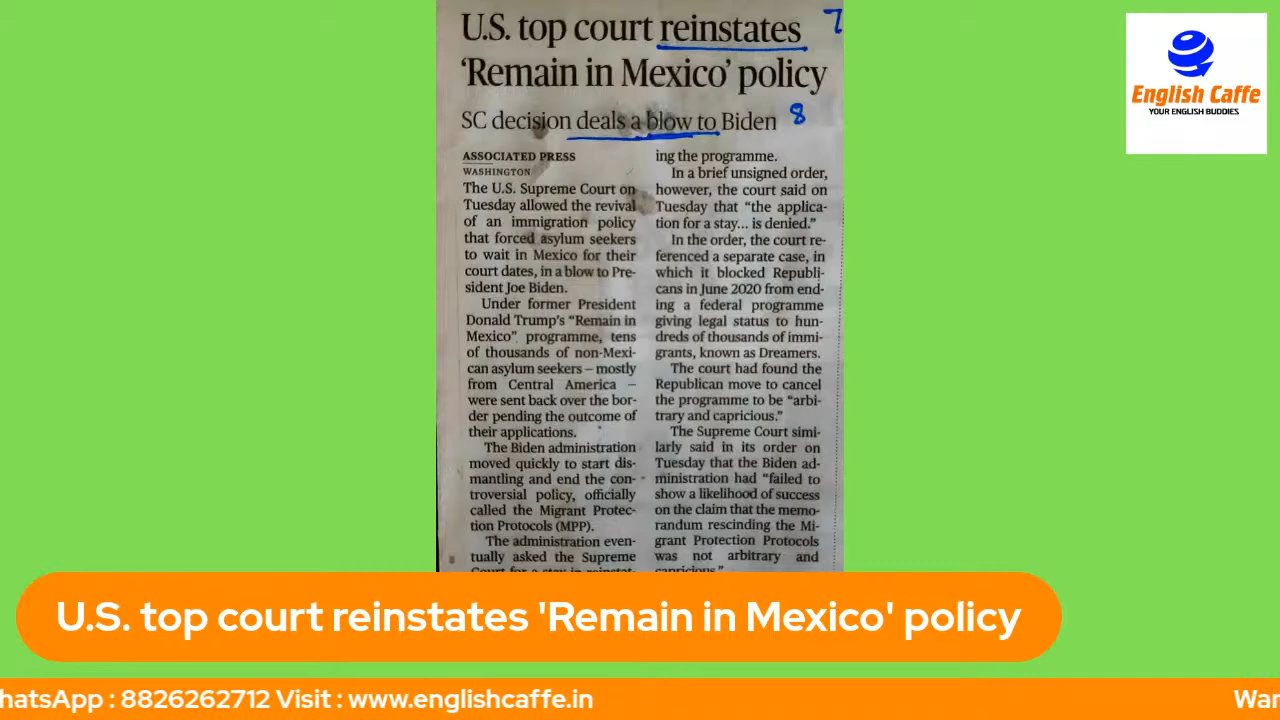 U.S. top court reinstates 7
'Remain in Mexico' policy
SC decision deals a blow to Biden 8
ASSOCIATED PRESS
WASHINGTON
The U.S. Supreme Court on
Tuesday allowed the revival
of an immigration policy
that forced asylum seekers
to wait in Mexico for their
court dates, in a blow to Pre-
sident Joe Biden.
Under former President
Donald Trump's “Remain in
Mexico” programme, tens
of thousands of non-Mexi-
can asylum seekers – mostly
from Central America –
were sent back over the bor-
der pending the outcome of
their applications.
The Biden administration
moved quickly to start dis-
mantling and end the con-
troversial policy, officially
called the Migrant Protec-
tion Protocols (MPP).
The administration even-
tually asked the Supreme
Court for a stay in reinstat-
ing the programme.
In a brief unsigned order,
however, the court said on
Tuesday that “the applica-
tion for a stay... is denied.”
In the order, the court re-
ferenced a separate case, in
which it blocked Republi-
cans in June 2020 from end-
ing a federal programme
giving legal status to hun-
dreds of thousands of immi-
grants, known as Dreamers.
The court had found the
Republican move to cancel
the programme to be “arbi-
trary and capricious.”
The Supreme Court simi-
larly said in its order on
Tuesday that the Biden ad-
ministration had “failed to
show a likelihood of success
on the claim that the memo-
randum rescinding the Mi-
grant Protection Protocols
was not arbitrary and
capricious.”
English Caffe
YOUR ENGLISH BUDDIES
U.S. top court reinstates 'Remain in Mexico' policy
hatsApp : 8826262712 Visit : www.englishcaffe.in